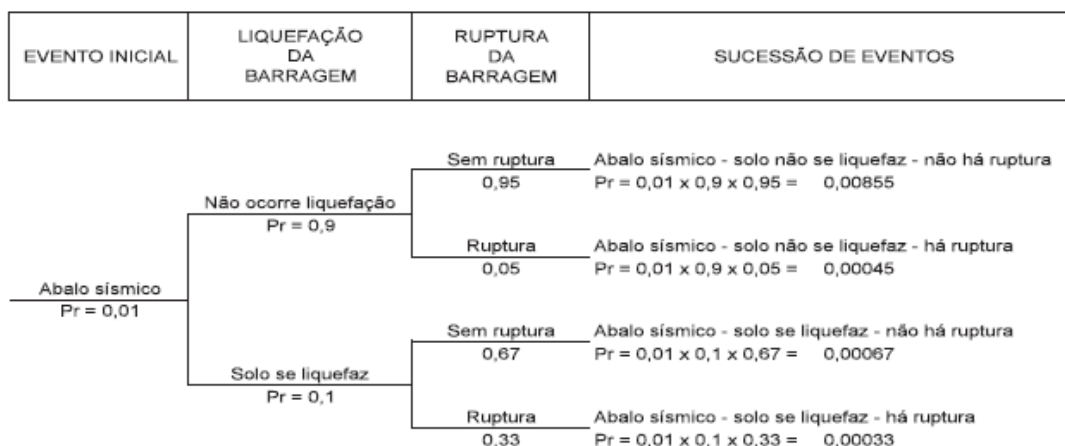 EVENTO INICIAL
LIQUEFAÇÃO
DA
BARRAGEM
RUPTURA
DA
BARRAGEM
SUCESSÃO DE EVENTOS
Sem ruptura
0,95
Abalo sísmico - solo não se liquefaz - não há ruptura
Pr = 0,01 x 0,9 x 0,95 = 0,00855
Não ocorre liquefação
Pr = 0,9
Ruptura
0,05
Abalo sísmico - solo não se liquefaz - há ruptura
Pr = 0,01 x 0,9 x 0,05 = 0,00045
Abalo sísmico
Pr = 0,01
Sem ruptura
0,67
Abalo sísmico - solo se liquefaz - não há ruptura
Pr = 0,01 x 0,1 x 0,67 = 0,00067
Solo se liquefaz
Pr = 0,1
Ruptura
0,33
Abalo sísmico - solo se liquefaz - há ruptura
Pr = 0,01 x 0,1 x 0,33 = 0,00033